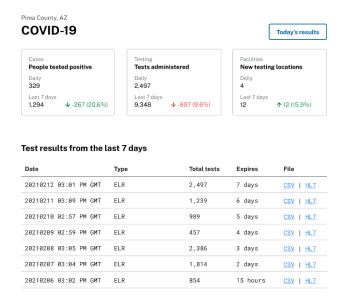 Pima County, AZ
COVID-19
Today's results
Cases
People tested positive
Daily
329
Last 7 days
1,294 ↓ -267 (20.6%)
Testing
Tests administered
Daily
2,497
Last 7 days
9,348 ↓ -897 (9.6%)
Facilities
New testing locations
Daily
4
Last 7 days
12 ↑ 12 (15.9%)
Test results from the last 7 days
Date Type Total tests Expires File
20210212 03:01 PM GMT ELR 2,497 7 days CSV | HL7
20210211 03:09 PM GMT ELR 1,239 6 days CSV | HL7
20210210 02:57 PM GMT ELR 909 5 days CSV | HL7
20210209 02:59 PM GMT ELR 457 4 days CSV | HL7
20210208 03:05 PM GMT ELR 2,386 3 days CSV | HL7
20210207 03:04 PM GMT ELR 1,814 2 days CSV | HL7
20210206 03:02 PM GMT ELR 854 15 hours CSV | HL7